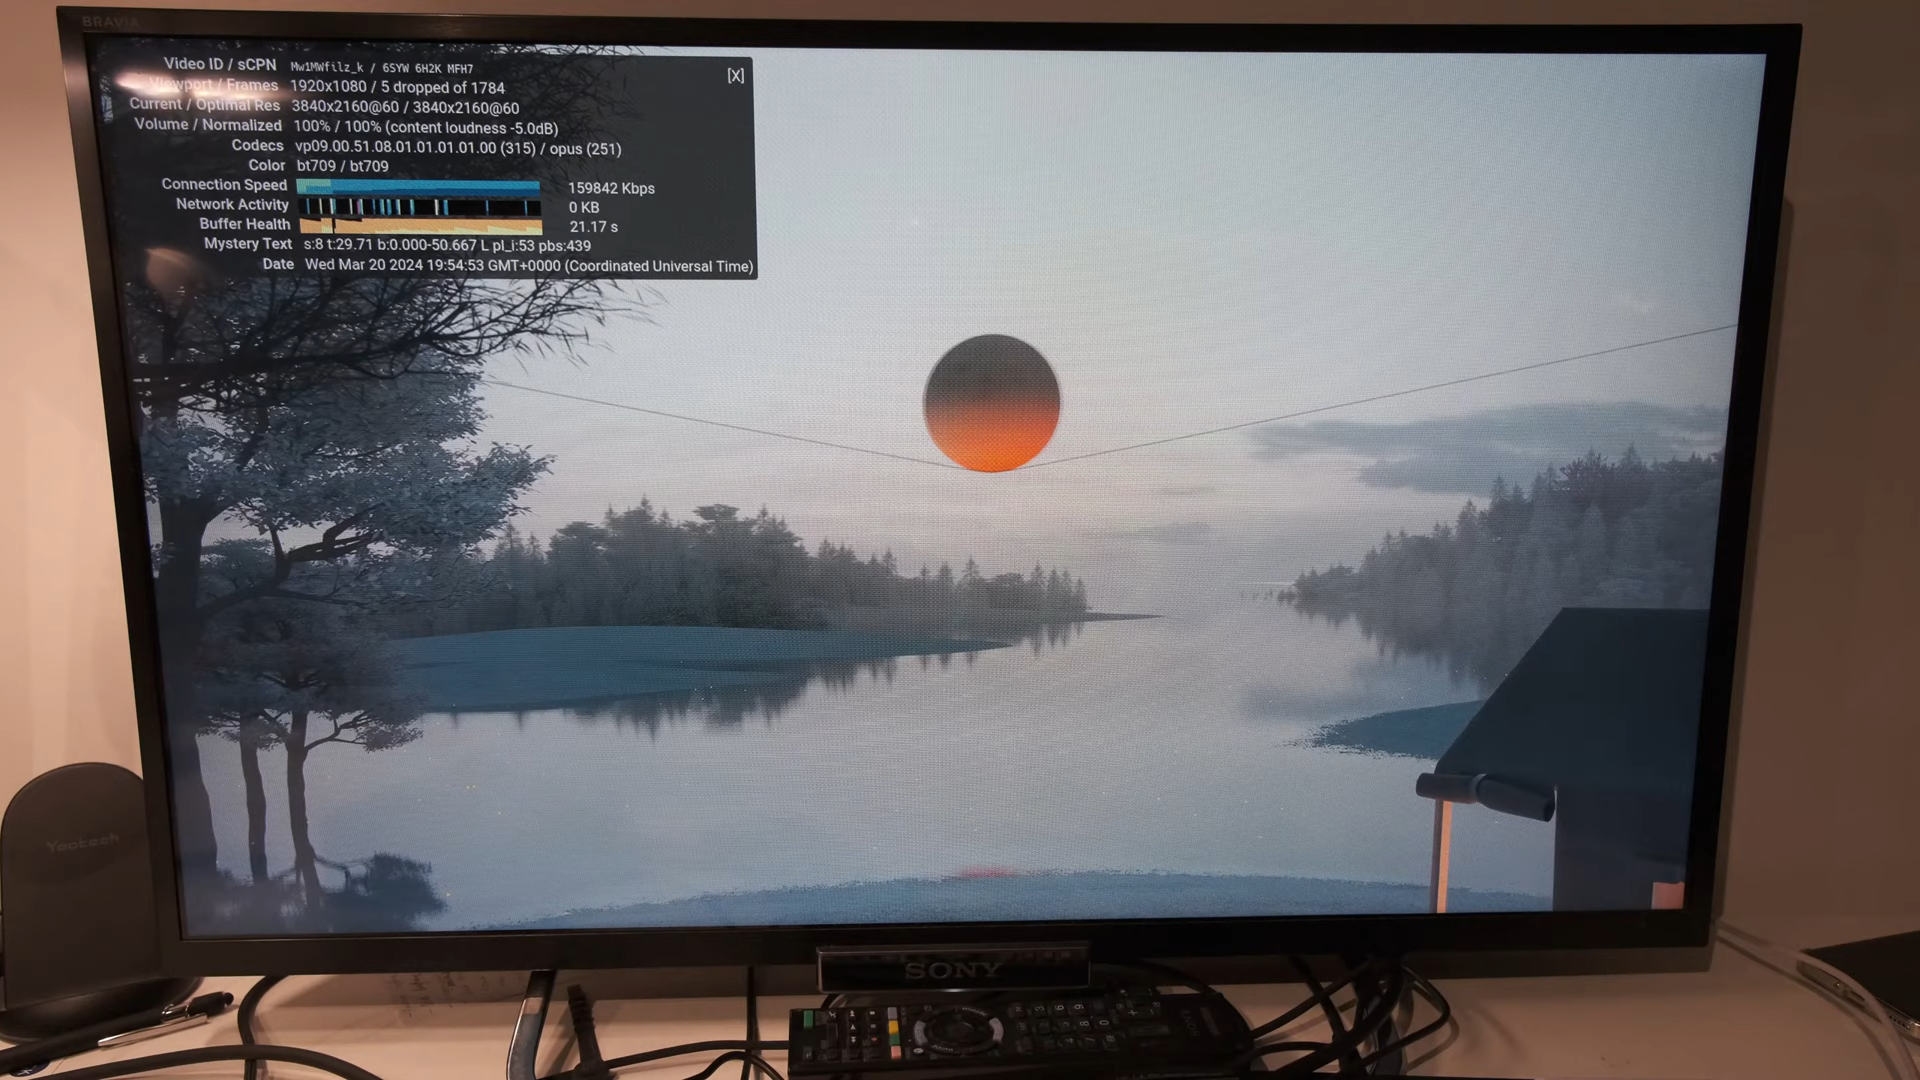 BRAVIA
Video ID / sCPN Mw1MWfilz_k / 6SYW 6H2K MFH7
[X]
Viewport / Frames 1920x1080 / 5 dropped of 1784
Current / Optimal Res 3840x2160@60 / 3840x2160@60
Volume / Normalized 100% / 100% (content loudness -5.0dB)
Codecs vp09.00.51.08.01.01.01.01.00 (315) / opus (251)
Color bt709 / bt709
Connection Speed 159842 Kbps
Network Activity 0 KB
Buffer Health 21.17 s
Mystery Text s:8 t:29.71 b:0.000-50.667 L pl_i:53 pbs:439
Date Wed Mar 20 2024 19:54:53 GMT+0000 (Coordinated Universal Time)
Yootech
SONY